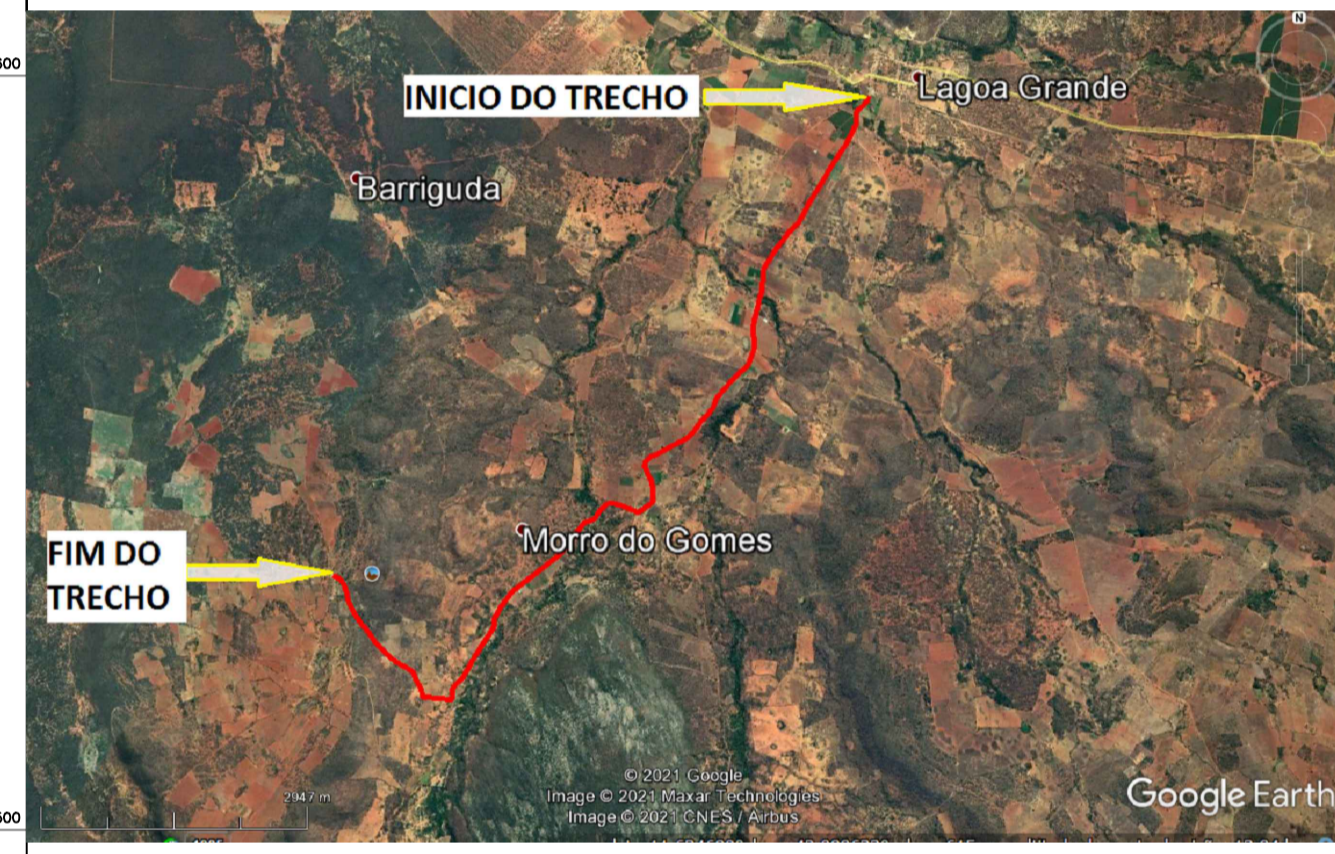 N
INICIO DO TRECHO
Lagoa Grande
Barriguda
Morro do Gomes
FIM DO
TRECHO
© 2021 Google
2947 m
Image © 2021 Maxar Technologies
Image © 2021 CNES / Airbus
Google Earth